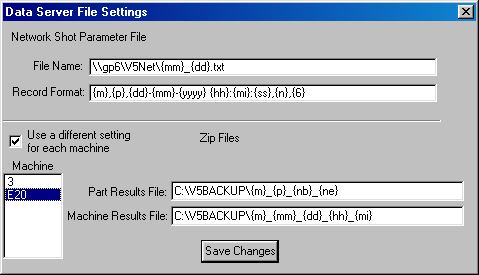 Data Server File Settings
Network Shot Parameter File
File Name: \\gp6\V5Net\{mm}_{dd}.txt
Record Format: {m},{p},{dd}-{mm}-{yyyy} {hh}:{mi}:{ss},{n},{6}
Use a different setting
for each machine
Zip Files
Machine
3
E20
Part Results File: C:\V5BACKUP\{m}_{p}_{nb}_{ne}
Machine Results File: C:\V5BACKUP\{m}_{mm}_{dd}_{hh}_{mi}
Save Changes